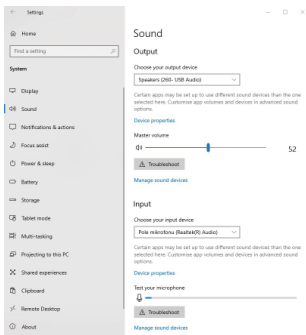 Settings
Home
Find a setting
System
Display
Sound
Notifications & actions
Focus assist
Power & sleep
Battery
Storage
Tablet mode
Multi-tasking
Projecting to this PC
Shared experiences
Clipboard
Remote Desktop
About
Sound
Output
Choose your output device
Speakers (260- USB Audio)
Certain apps may be set up to use different sound devices than the one
selected here. Customise app volumes and devices in advanced sound
options.
Device properties
Master volume
52
Troubleshoot
Manage sound devices
Input
Choose your input device
Pole mikrofonu (Realtek(R) Audio)
Certain apps may be set up to use different sound devices than the one
selected here. Customise app volumes and devices in advanced sound
options.
Device properties
Test your microphone
Troubleshoot
Manage sound devices